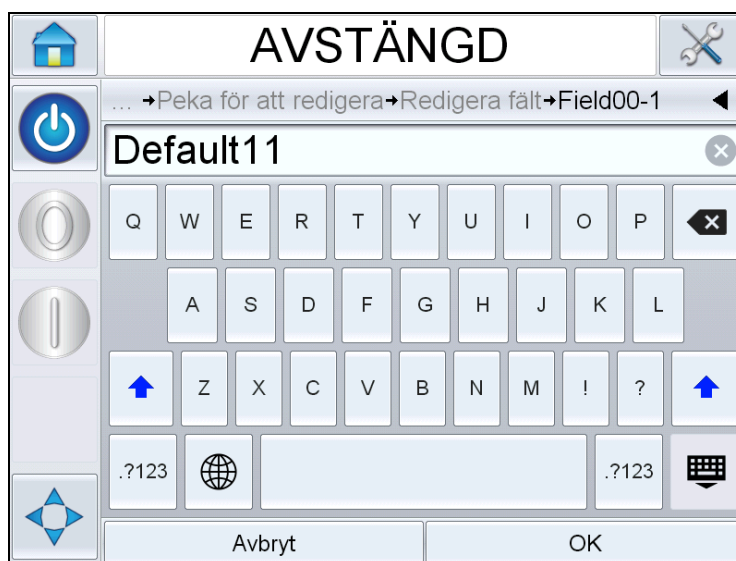 AVSTÄNGD
... →Peka för att redigera→Redigera fält→Field00-1
Default11
Q W E R T Y U I O P
A S D F G H J K L
Z X C V B N M ! ?
.?123 .?123
Avbryt OK